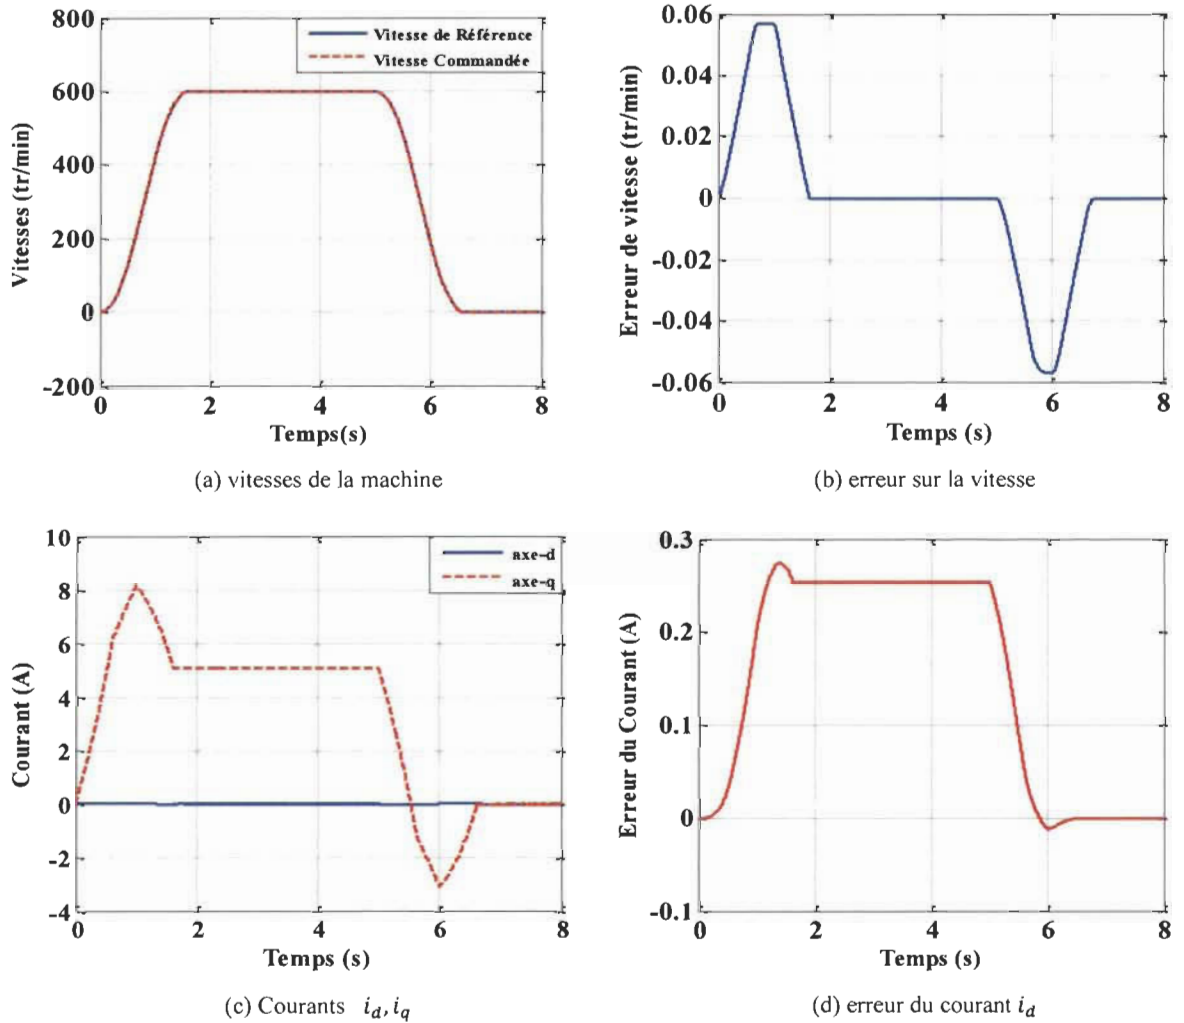 800
600
400
200
0
-200
0
2
4
6
8
Vitesses (tr/min)
Temps(s)
Vitesse de Référence
Vitesse Commandée
(a) vitesses de la machine
0.06
0.04
0.02
0
-0.02
-0.04
-0.06
0
2
4
6
8
Erreur de vitesse (tr/min)
Temps (s)
(b) erreur sur la vitesse
10
8
6
4
2
0
-2
-4
0
2
4
6
8
Courant (A)
Temps (s)
axe-d
axe-q
(c) Courants i_d, i_q
0.3
0.2
0.1
0
-0.1
0
2
4
6
8
Erreur du Courant (A)
Temps (s)
(d) erreur du courant i_d